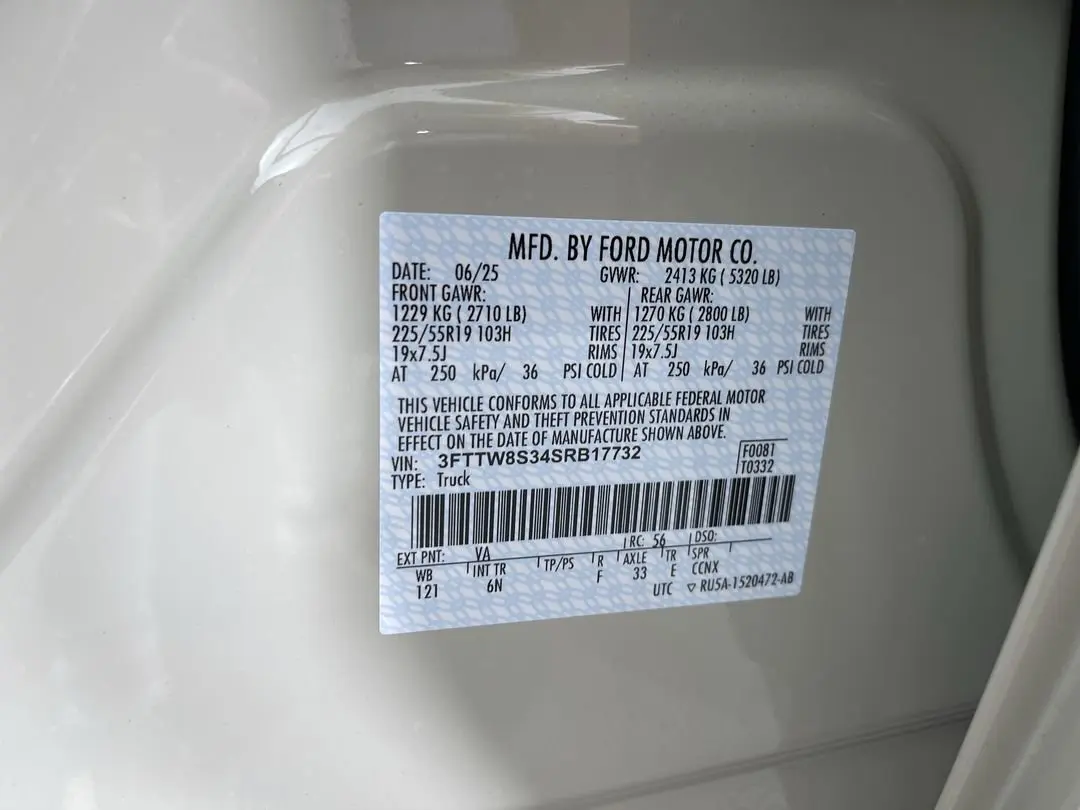 MFD. BY FORD MOTOR CO.
DATE: 06/25 GVWR: 2413 KG ( 5320 LB)
FRONT GAWR: REAR GAWR:
1229 KG ( 2710 LB) WITH 1270 KG ( 2800 LB) WITH
225/55R19 103H TIRES 225/55R19 103H TIRES
19x7.5J RIMS 19x7.5J RIMS
AT 250 kPa/ 36 PSI COLD AT 250 kPa/ 36 PSI COLD
THIS VEHICLE CONFORMS TO ALL APPLICABLE FEDERAL MOTOR
VEHICLE SAFETY AND THEFT PREVENTION STANDARDS IN
EFFECT ON THE DATE OF MANUFACTURE SHOWN ABOVE.
VIN: 3FTTW8S34SRB17732 F0081
TYPE: Truck T0332
EXT PNT: VA RC: 56 DSO:
WB INT TR TP/PS R AXLE TR SPR
121 6N F 33 E CCNX
UTC ▽ RU5A-1520472-AB